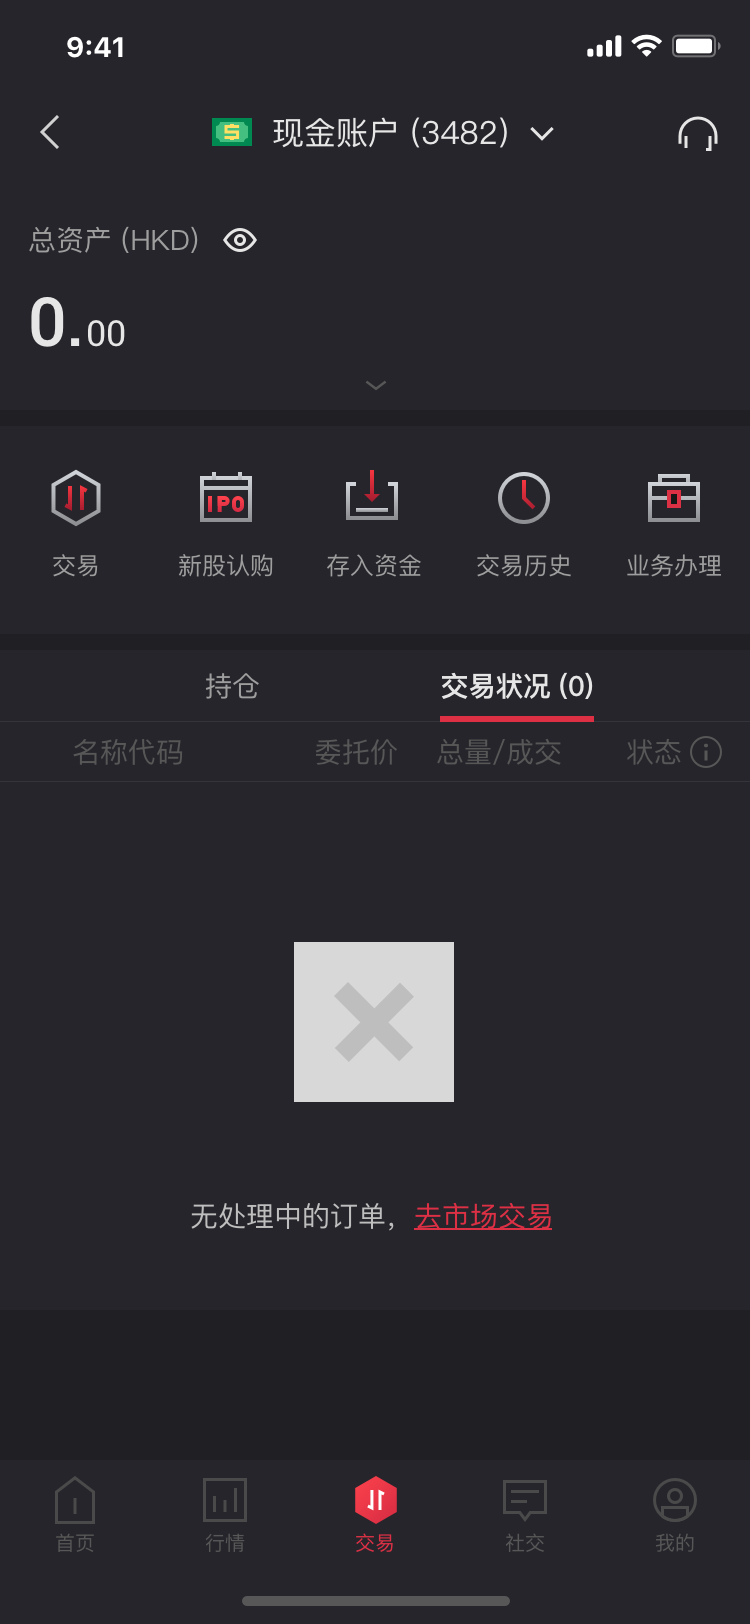 9:41
现金账户 (3482)
总资产 (HKD)
0.00
IPO
交易 新股认购 存入资金 交易历史 业务办理
持仓 交易状况 (0)
名称代码 委托价 总量/成交 状态
无处理中的订单，去市场交易
首页 行情 交易 社交 我的